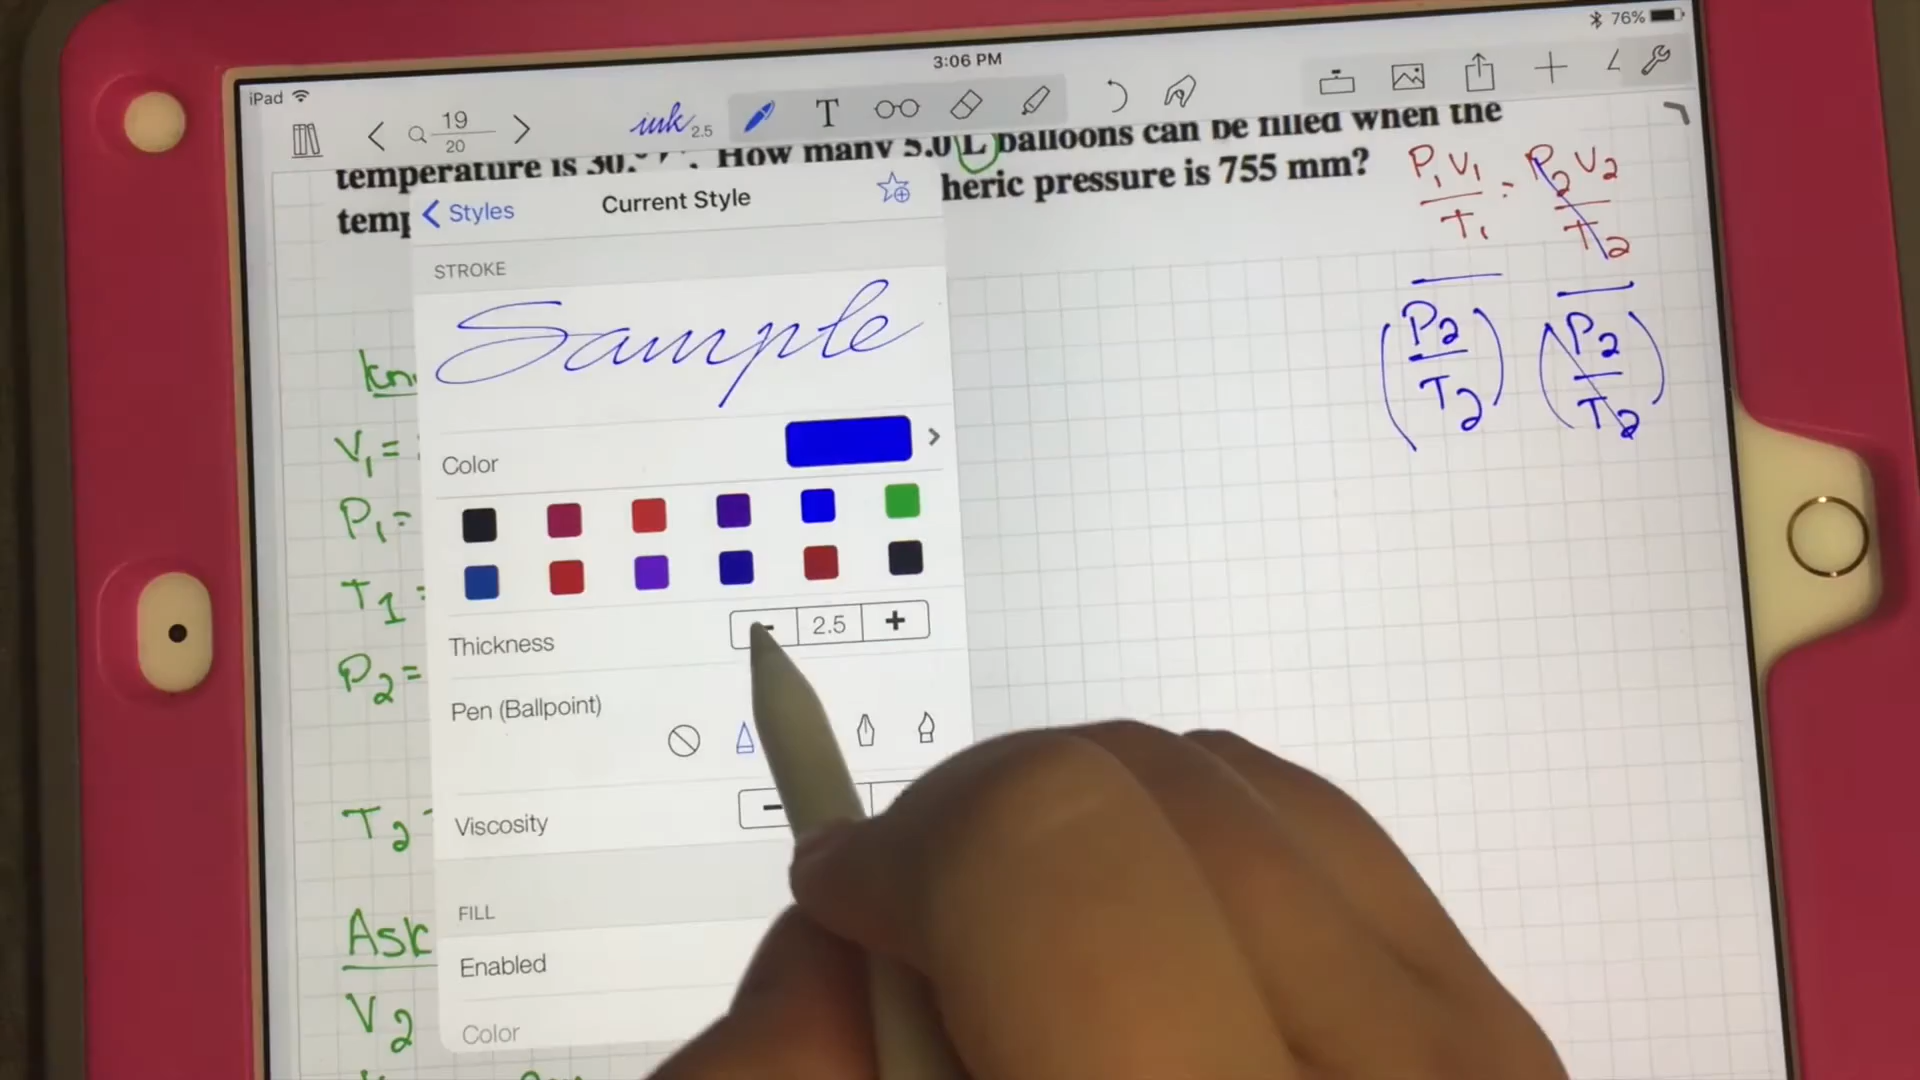 3:06 PM
76%
iPad
19
20
ink 2.5
T
temperature is 30.° . How many 5.0 L balloons can be filled when the
temp heric pressure is 755 mm?
P₁V₁ = P₂V₂
T₁ T₂
Styles
Current Style
STROKE
Sample
Color
Thickness
- 2.5 +
Pen (Ballpoint)
Viscosity
-
FILL
Enabled
Color
(P₂ (P₂
T₂) T₂)
kn
V₁ =
P₁ =
T₁ =
P₂ =
T₂
Ask
V₂